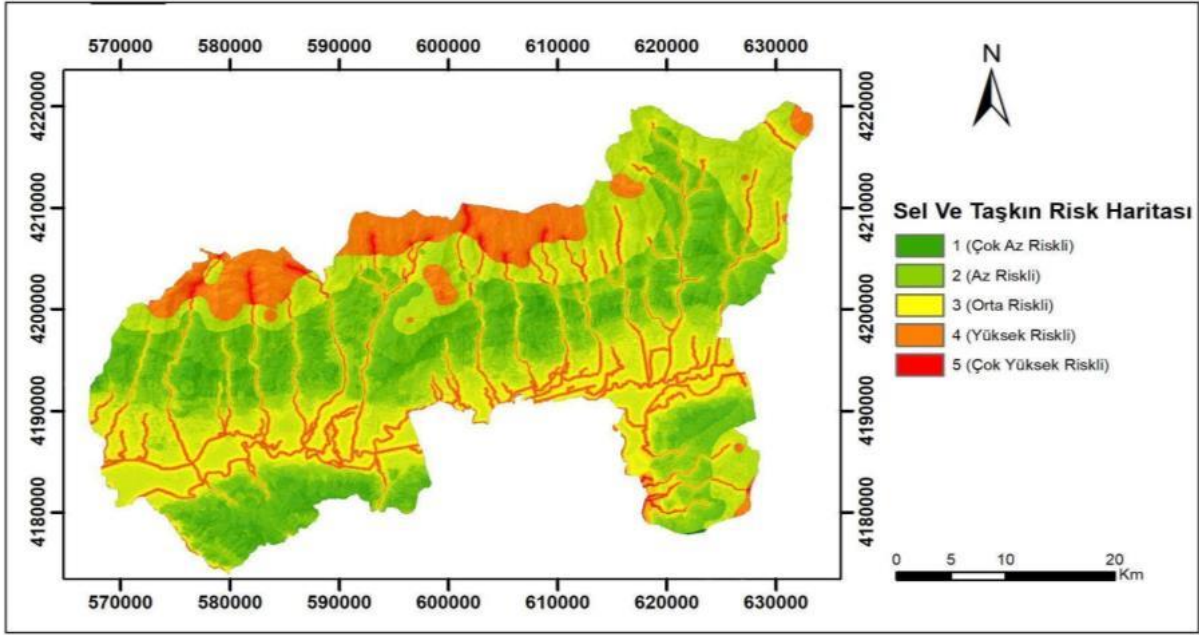 570000 580000 590000 600000 610000 620000 630000
N
4220000 4220000
4210000 4210000
Sel Ve Taşkın Risk Haritası
1 (Çok Az Riskli)
2 (Az Riskli)
3 (Orta Riskli)
4 (Yüksek Riskli)
5 (Çok Yüksek Riskli)
4200000 4200000
4190000 4190000
4180000 4180000
0 5 10 20
Km
570000 580000 590000 600000 610000 620000 630000